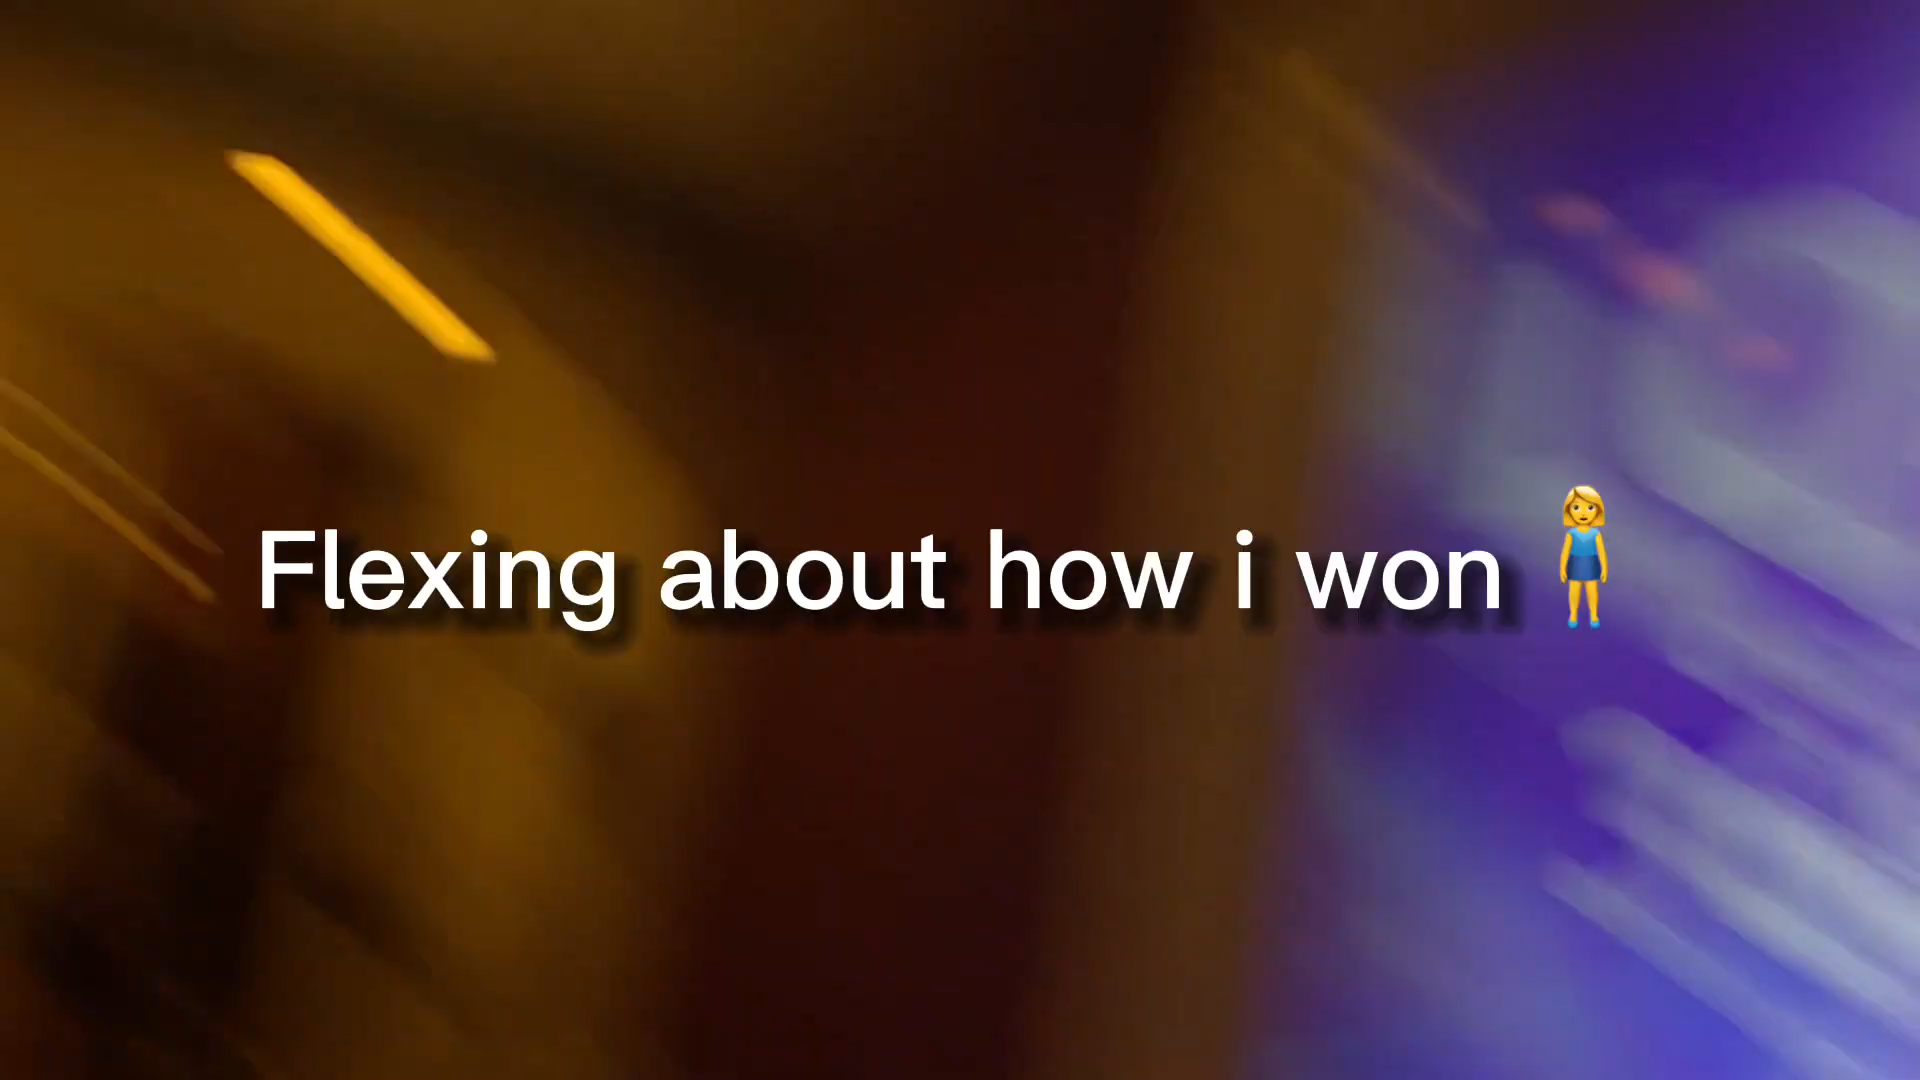 Flexing about how i won 🧍‍♀️